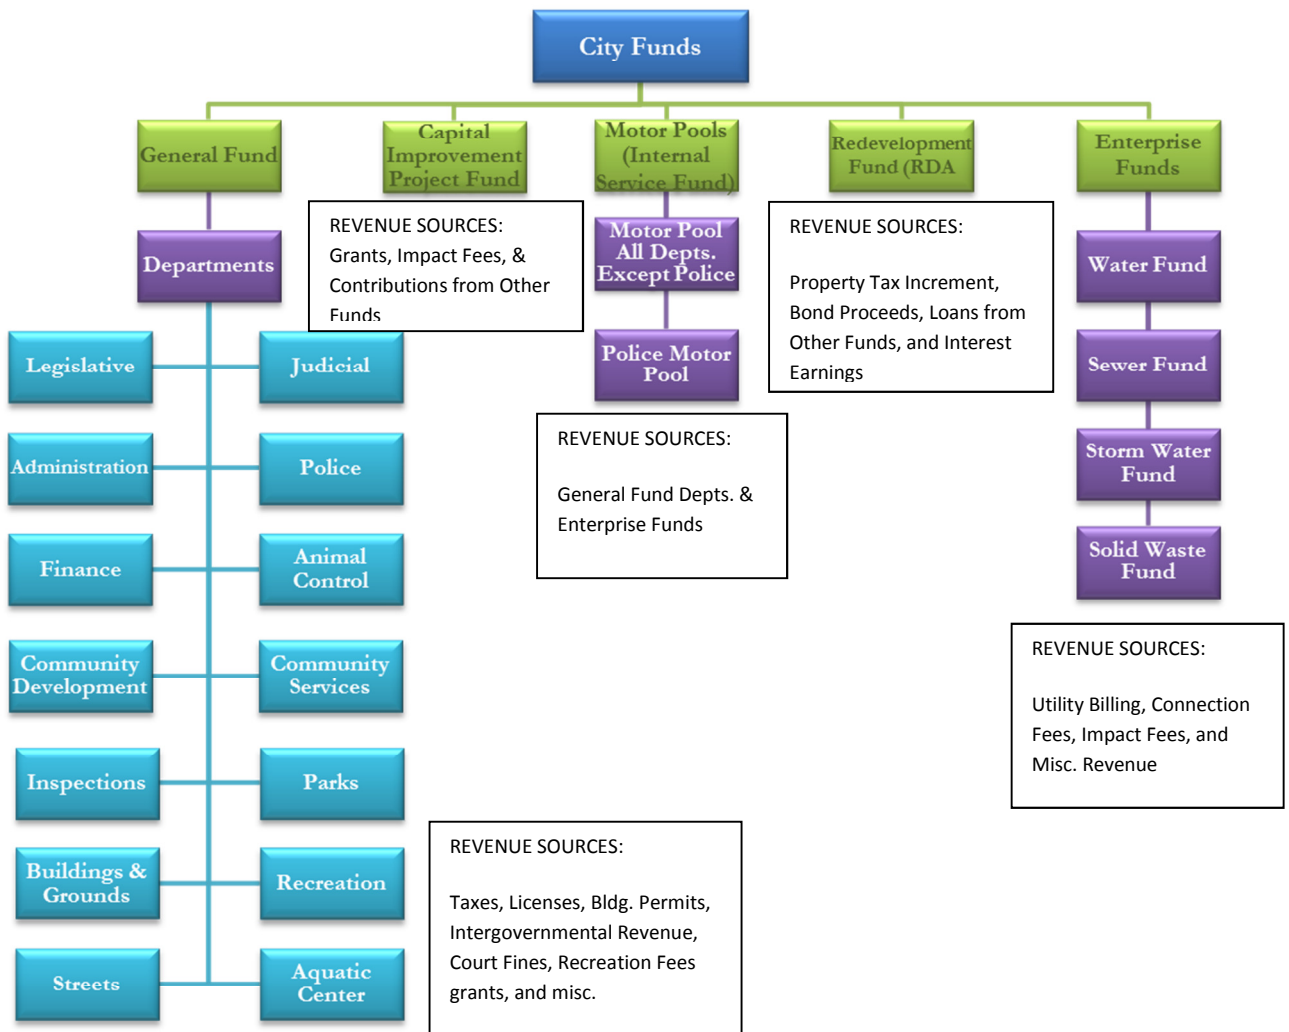 City Funds
General Fund
Capital
Improvement
Project Fund
Motor Pools
(Internal
Service Fund)
Redevelopment
Fund (RDA
Enterprise
Funds
Departments
REVENUE SOURCES:
Grants, Impact Fees, &
Contributions from Other
Funds
Motor Pool
All Depts.
Except Police
Police Motor
Pool
REVENUE SOURCES:
General Fund Depts. &
Enterprise Funds
REVENUE SOURCES:
Property Tax Increment,
Bond Proceeds, Loans from
Other Funds, and Interest
Earnings
Water Fund
Sewer Fund
Storm Water
Fund
Solid Waste
Fund
REVENUE SOURCES:
Utility Billing, Connection
Fees, Impact Fees, and
Misc. Revenue
Legislative
Judicial
Administration
Police
Finance
Animal
Control
Community
Development
Community
Services
Inspections
Parks
Buildings &
Grounds
Recreation
Streets
Aquatic
Center
REVENUE SOURCES:
Taxes, Licenses, Bldg. Permits,
Intergovernmental Revenue,
Court Fines, Recreation Fees
grants, and misc.